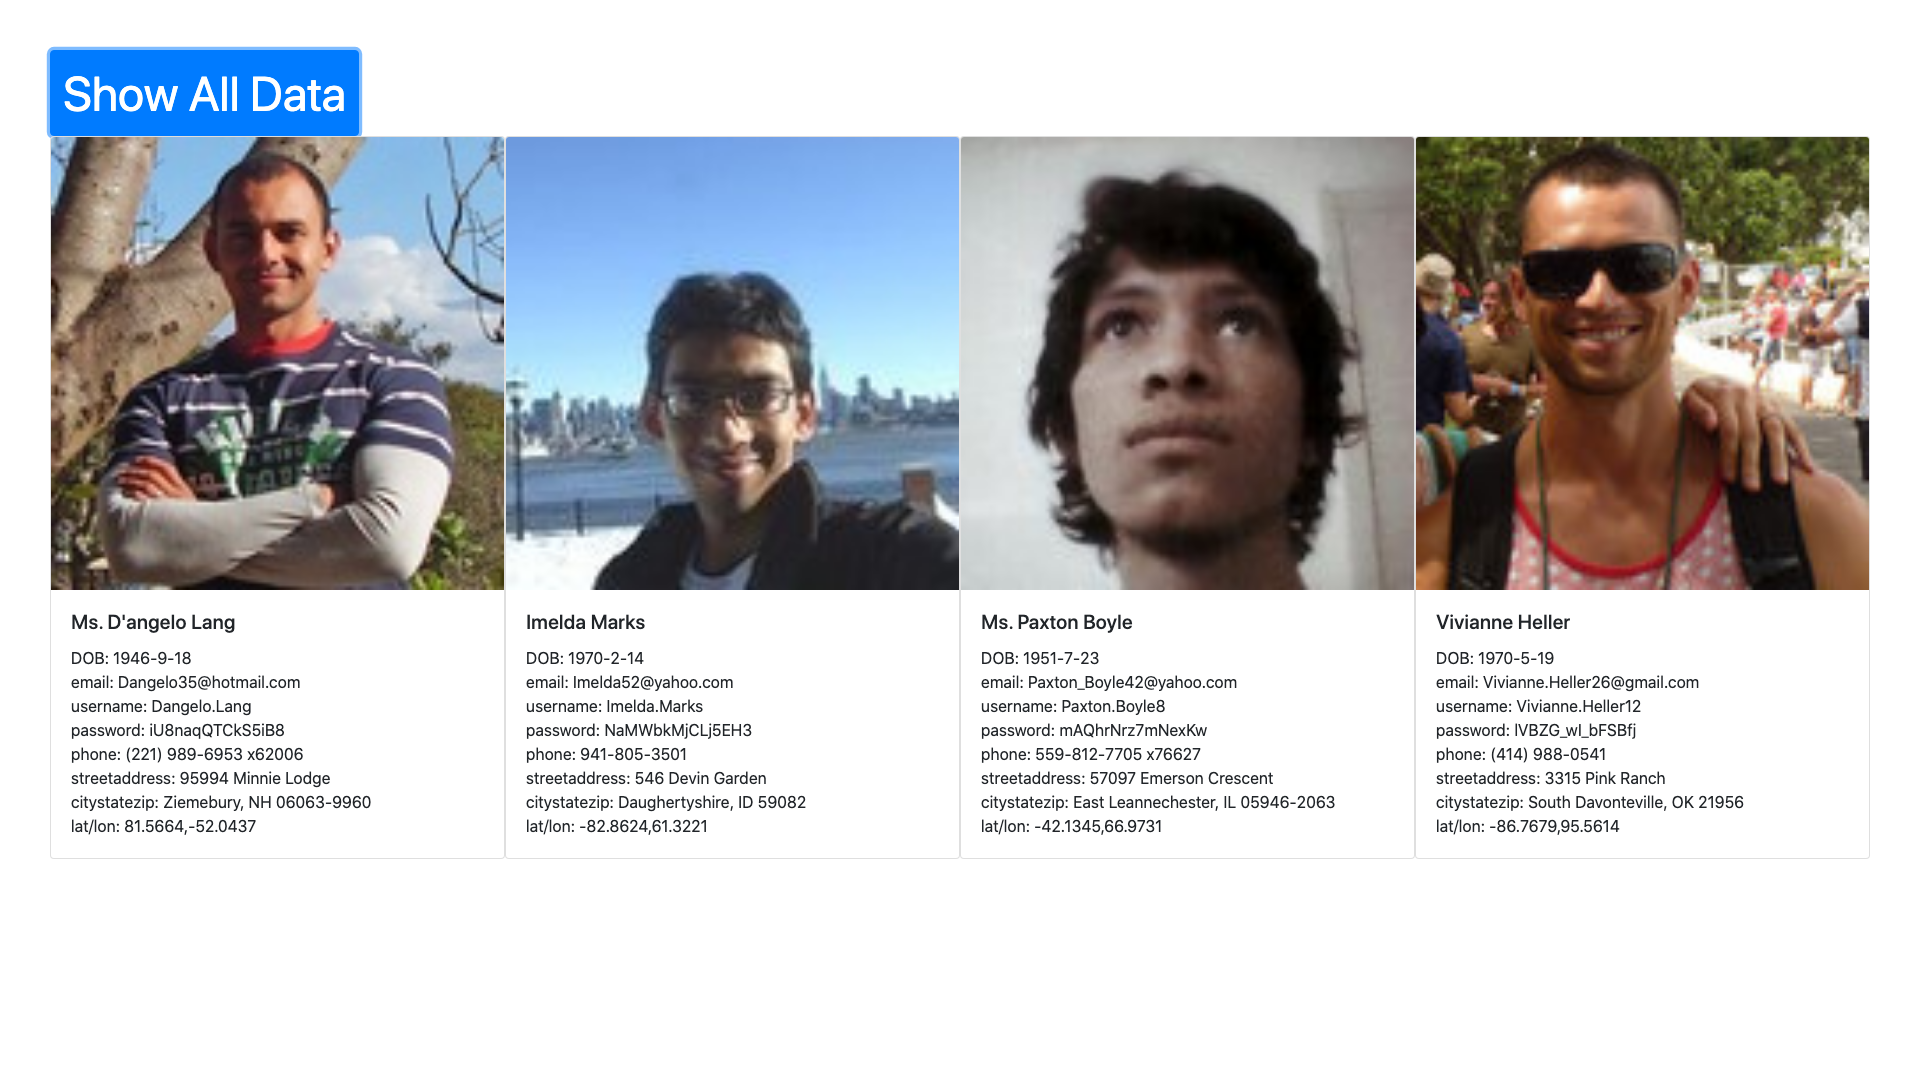 Show All Data
Ms. D'angelo Lang
DOB: 1946-9-18
email: Dangelo35@hotmail.com
username: Dangelo.Lang
password: iU8naqQTCkS5iB8
phone: (221) 989-6953 x62006
streetaddress: 95994 Minnie Lodge
citystatezip: Ziemebury, NH 06063-9960
lat/lon: 81.5664,-52.0437
Imelda Marks
DOB: 1970-2-14
email: Imelda52@yahoo.com
username: Imelda.Marks
password: NaMWbkMjCLj5EH3
phone: 941-805-3501
streetaddress: 546 Devin Garden
citystatezip: Daughertyshire, ID 59082
lat/lon: -82.8624,61.3221
Ms. Paxton Boyle
DOB: 1951-7-23
email: Paxton_Boyle42@yahoo.com
username: Paxton.Boyle8
password: mAQhrNrz7mNexKw
phone: 559-812-7705 x76627
streetaddress: 57097 Emerson Crescent
citystatezip: East Leannechester, IL 05946-2063
lat/lon: -42.1345,66.9731
Vivianne Heller
DOB: 1970-5-19
email: Vivianne.Heller26@gmail.com
username: Vivianne.Heller12
password: lVBZG_wI_bFSBfj
phone: (414) 988-0541
streetaddress: 3315 Pink Ranch
citystatezip: South Davonteville, OK 21956
lat/lon: -86.7679,95.5614